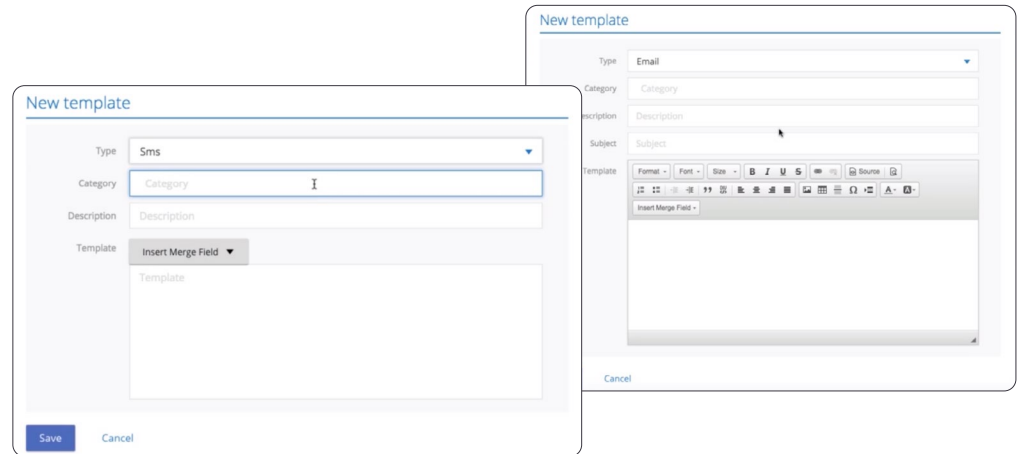 New template
Type Sms
Category Category
Description Description
Template Insert Merge Field
Template
Save Cancel
New template
Type Email
Category Category
escription Description
Subject Subject
Template Format Font Size B I U S Source
Ω A A
Insert Merge Field
Cancel